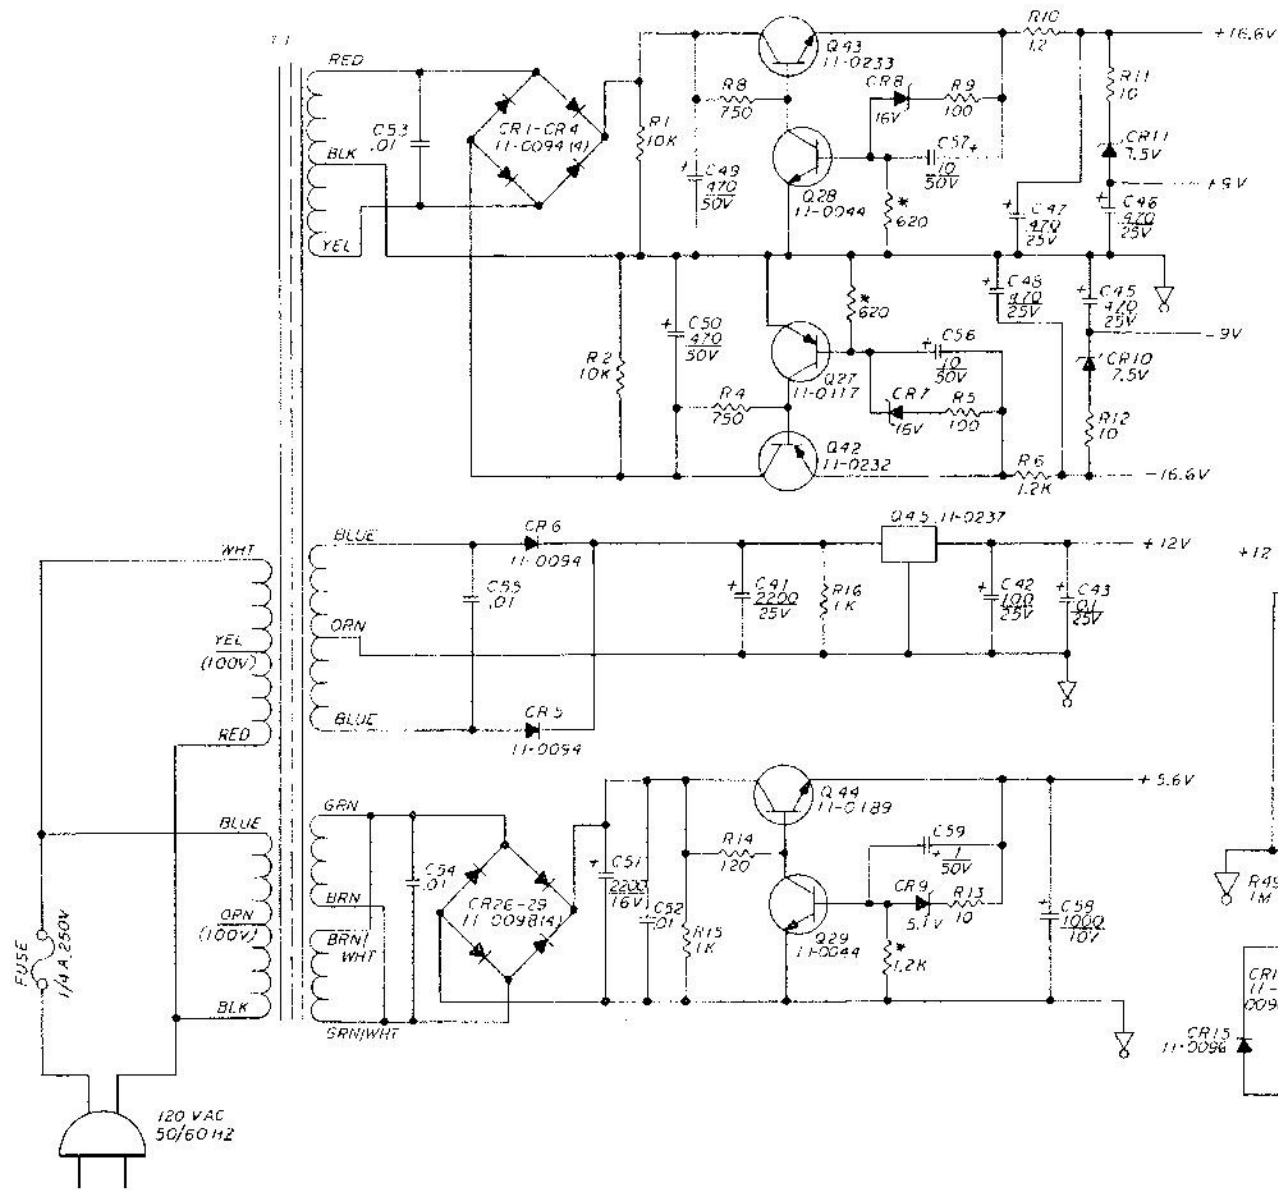 T1
RED
C53
.01
BLK
YEL
CR1-CR4
11-0094 (4)
R1
10K
R8
750
C49
470
50V
Q43
11-0233
CR8
16V
R9
100
Q28
11-0044
C57
10
50V
*
620
R10
1.2
+16.6V
R11
10
CR11
7.5V
+9V
C47
470
25V
C46
470
25V
R2
10K
C50
470
50V
R4
750
Q27
11-0117
*
620
C56
10
50V
CR7
16V
R5
100
Q42
11-0232
C48
470
25V
C45
470
25V
-9V
CR10
7.5V
R12
10
R6
1.2K
-16.6V
WHT
YEL
(100V)
RED
BLUE
C55
.01
ORN
BLUE
CR6
11-0094
CR5
11-0094
C41
2200
25V
R16
1K
Q45 11-0237
C42
100
25V
C43
0.1
25V
+12V
+12
BLUE
ORN
(100V)
BLK
GRN
BRN
BRN/
WHT
GRN/WHT
C54
.01
CR26-29
11-0098(4)
C51
2200
16V
C52
.01
R15
1K
R14
120
Q44
11-0189
Q29
11-0044
C59
1
50V
CR9
5.1V
R13
10
*
1.2K
C58
1000
10V
+5.6V
R49
1M
CR15
11-0096
FUSE
1/4 A, 250V
120 VAC
50/60 HZ